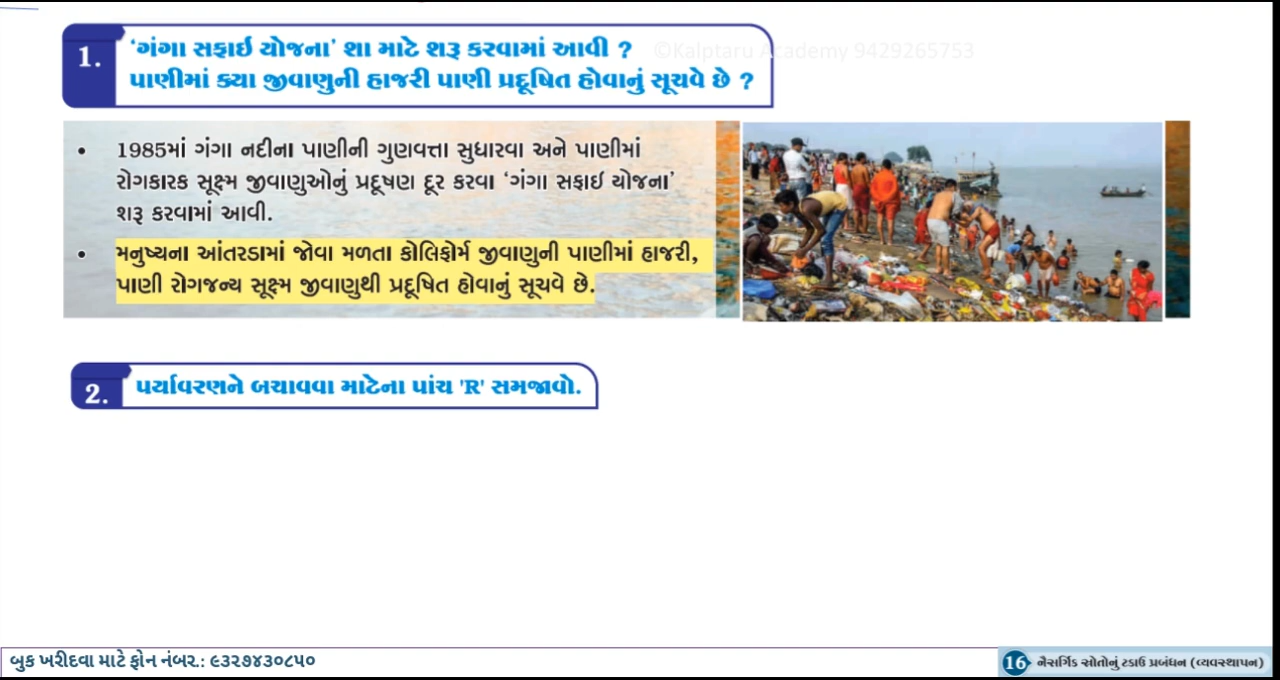 1.
‘ગંગા સફાઈ યોજના’ શા માટે શરૂ કરવામાં આવી ?
©Kalptaru Academy 9429265753
પાણીમાં ક્યા જીવાણુની હાજરી પાણી પ્રદૂષિત હોવાનું સૂચવે છે ?
• 1985માં ગંગા નદીના પાણીની ગુણવત્તા સુધારવા અને પાણીમાં
રોગકારક સૂક્ષ્મ જીવાણુઓનું પ્રદૂષણ દૂર કરવા ‘ગંગા સફાઇ યોજના’
શરૂ કરવામાં આવી.
• મનુષ્યના આંતરડામાં જોવા મળતા કોલિફોર્મ જીવાણુની પાણીમાં હાજરી,
પાણી રોગજન્ય સૂક્ષ્મ જીવાણુથી પ્રદૂષિત હોવાનું સૂચવે છે.
2.
પર્યાવરણને બચાવવા માટેના પાંચ 'R' સમજાવો.
બુક ખરીદવા માટે ફોન નંબર.: ૯૩૨૭૪૩૦૮૫૦
16 નૈસર્ગિક સ્રોતોનું ટકાઉ પ્રબંધન (વ્યવસ્થાપન)